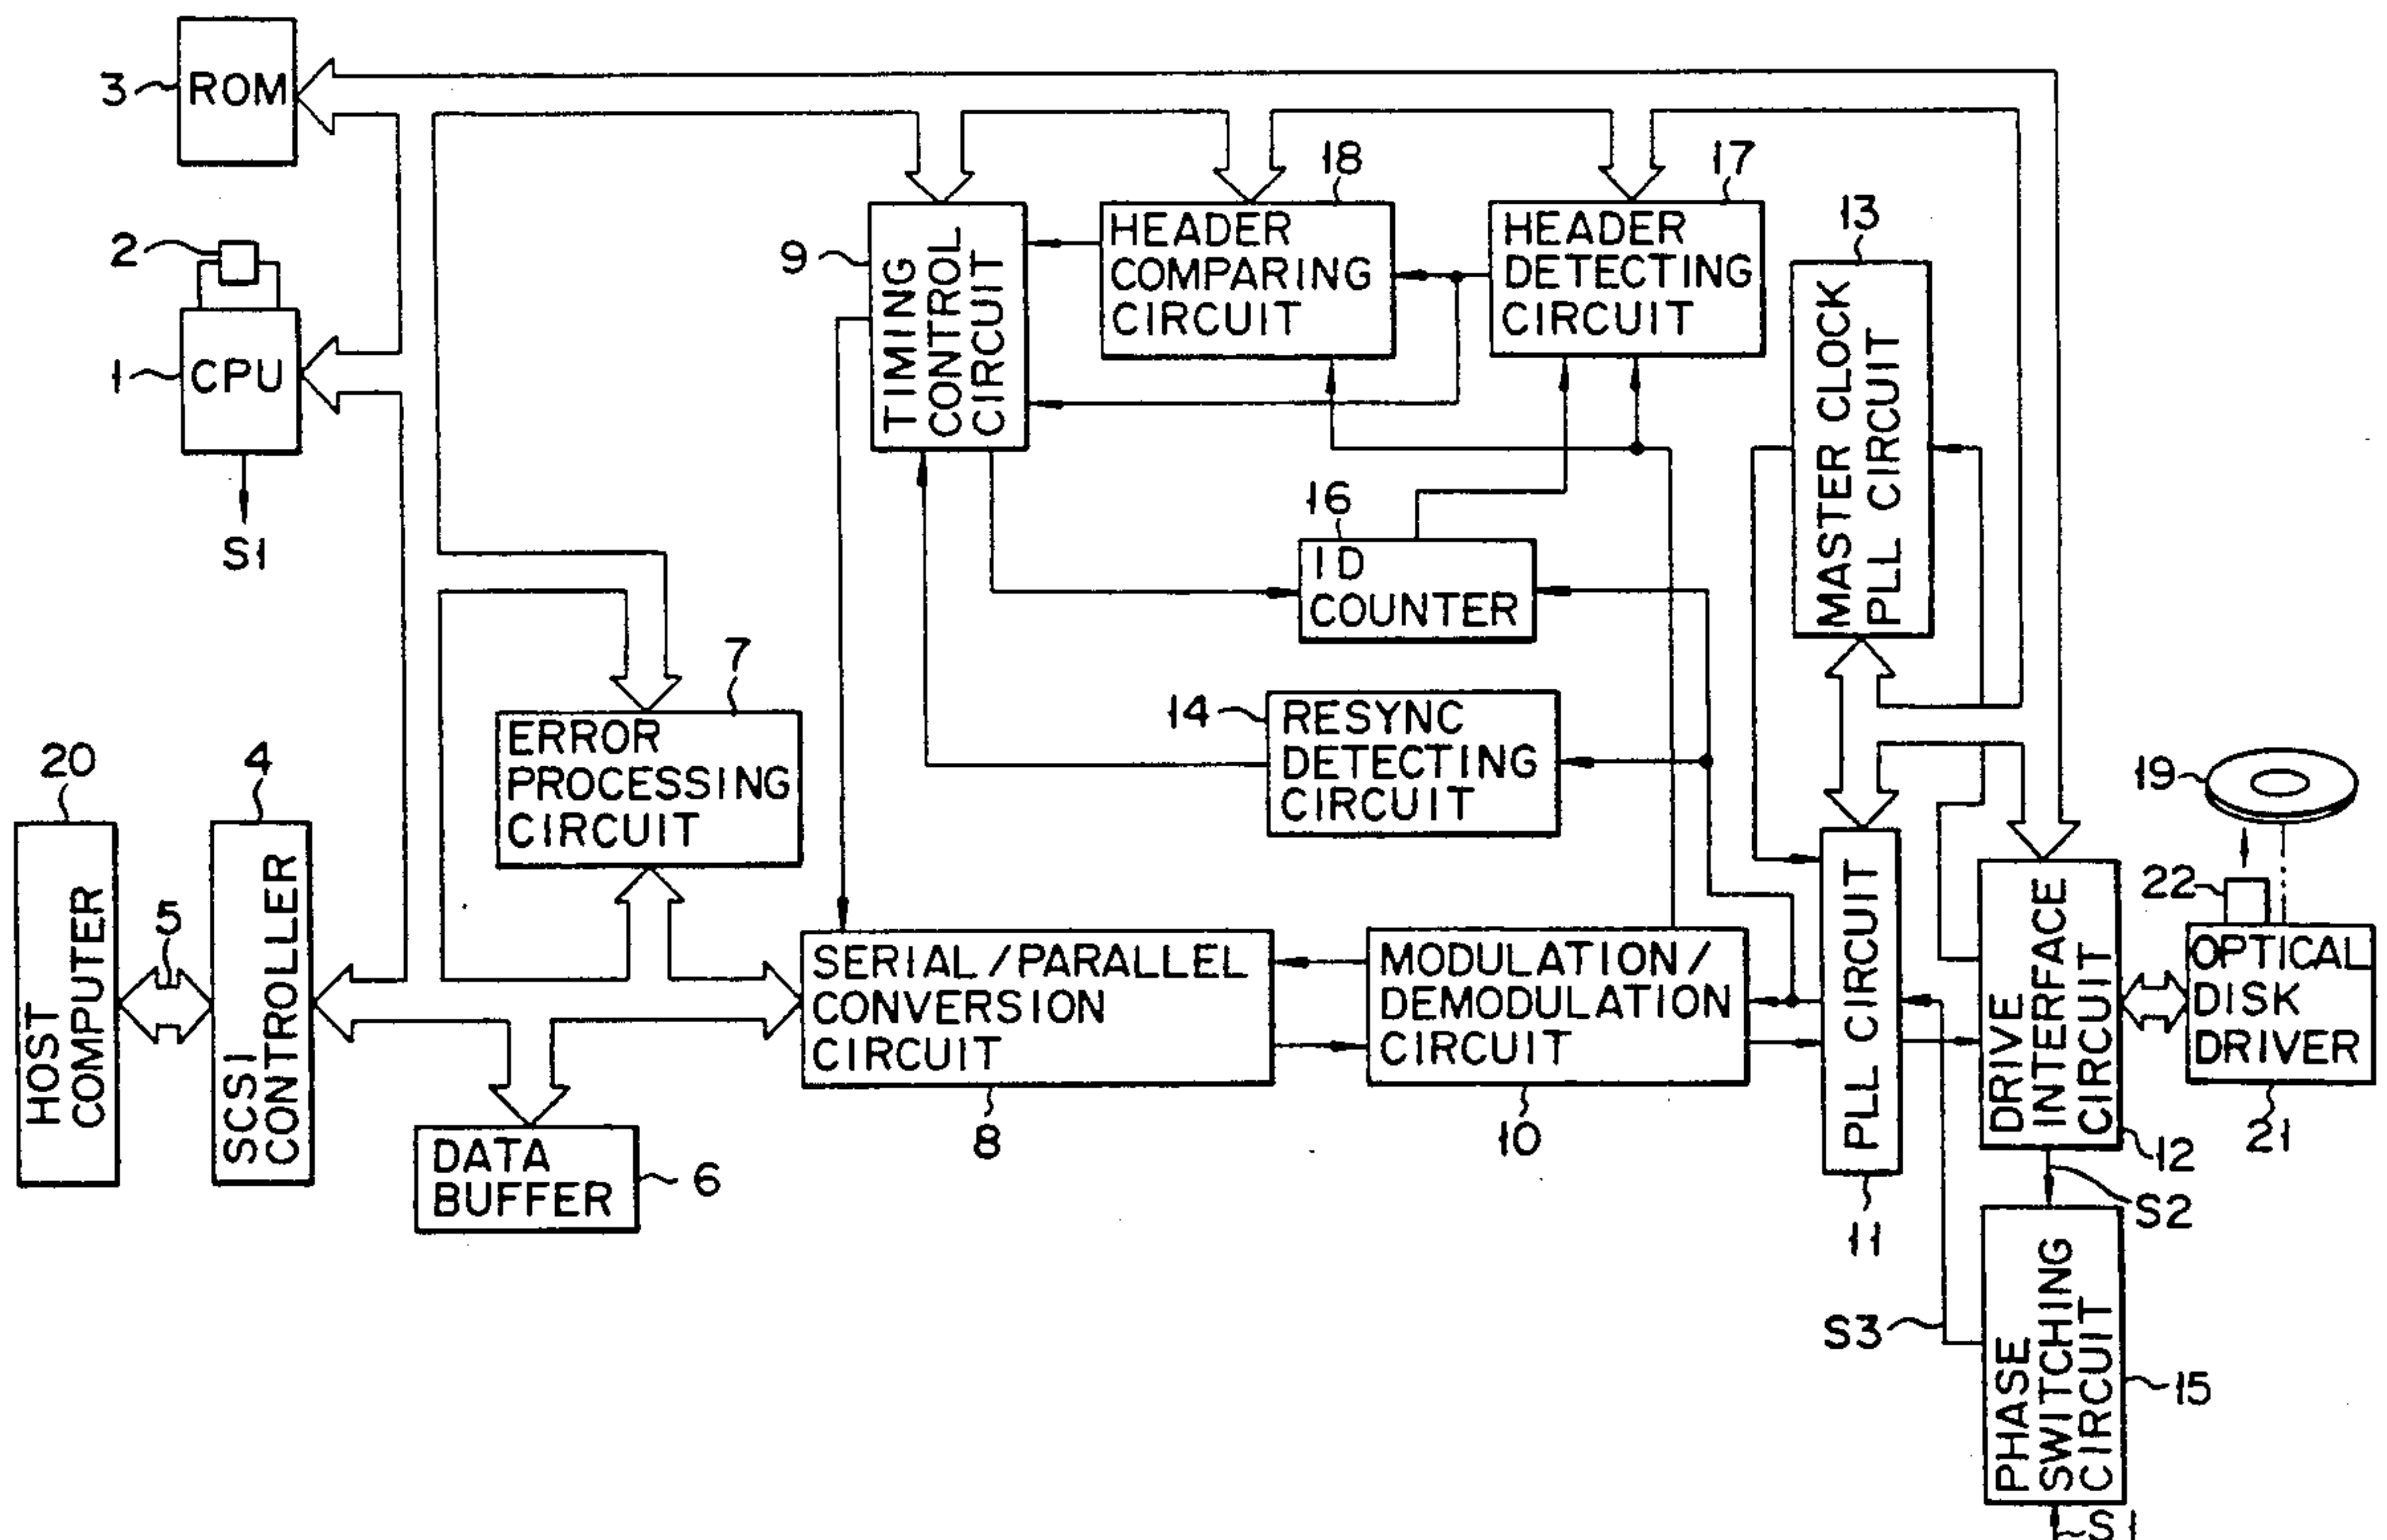 3
ROM
2
1
CPU
S1
9
TIMING
CONTROL
CIRCUIT
18
HEADER
COMPARING
CIRCUIT
17
HEADER
DETECTING
CIRCUIT
13
MASTER CLOCK
PLL CIRCUIT
16
ID
COUNTER
14
RESYNC
DETECTING
CIRCUIT
7
ERROR
PROCESSING
CIRCUIT
20
HOST
COMPUTER
5
4
SCSI
CONTROLLER
DATA
BUFFER
6
SERIAL/PARALLEL
CONVERSION
CIRCUIT
8
MODULATION/
DEMODULATION
CIRCUIT
10
PLL CIRCUIT
11
DRIVE
INTERFACE
CIRCUIT
12
19
22
OPTICAL
DISK
DRIVER
21
S2
S3
PHASE
SWITCHING
CIRCUIT
15
S1